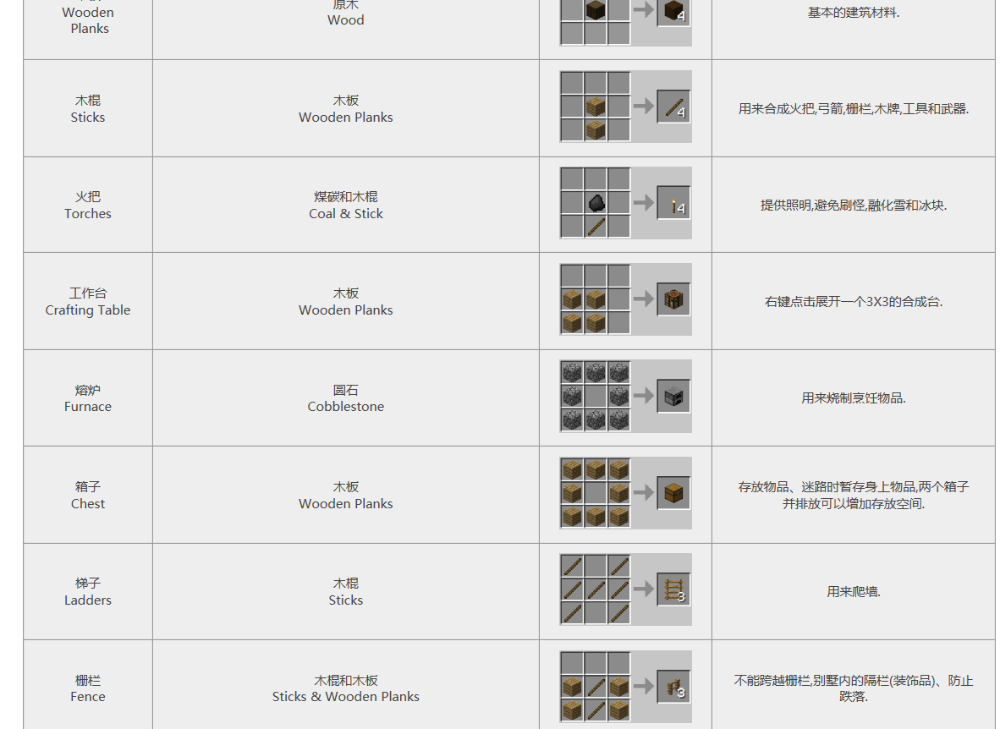 Wooden
Planks
原木
Wood
4
基本的建筑材料.
木棍
Sticks
木板
Wooden Planks
4
用来合成火把,弓箭,栅栏,木牌,工具和武器.
火把
Torches
煤碳和木棍
Coal & Stick
4
提供照明,避免刷怪,融化雪和冰块.
工作台
Crafting Table
木板
Wooden Planks
右键点击展开一个3X3的合成台.
熔炉
Furnace
圆石
Cobblestone
用来烧制烹饪物品.
箱子
Chest
木板
Wooden Planks
存放物品、迷路时暂存身上物品,两个箱子
并排放可以增加存放空间.
梯子
Ladders
木棍
Sticks
3
用来爬墙.
栅栏
Fence
木棍和木板
Sticks & Wooden Planks
3
不能跨越栅栏,别墅内的隔栏(装饰品)、防止
跌落.